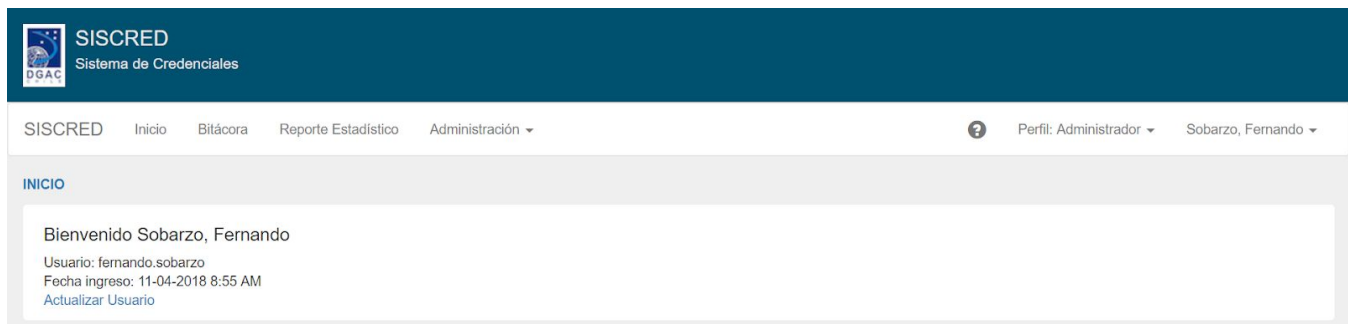 SISCRED
Sistema de Credenciales
DGAC
CHILE
SISCRED Inicio Bitácora Reporte Estadístico Administración ? Perfil: Administrador Sobarzo, Fernando
INICIO
Bienvenido Sobarzo, Fernando
Usuario: fernando.sobarzo
Fecha ingreso: 11-04-2018 8:55 AM
Actualizar Usuario